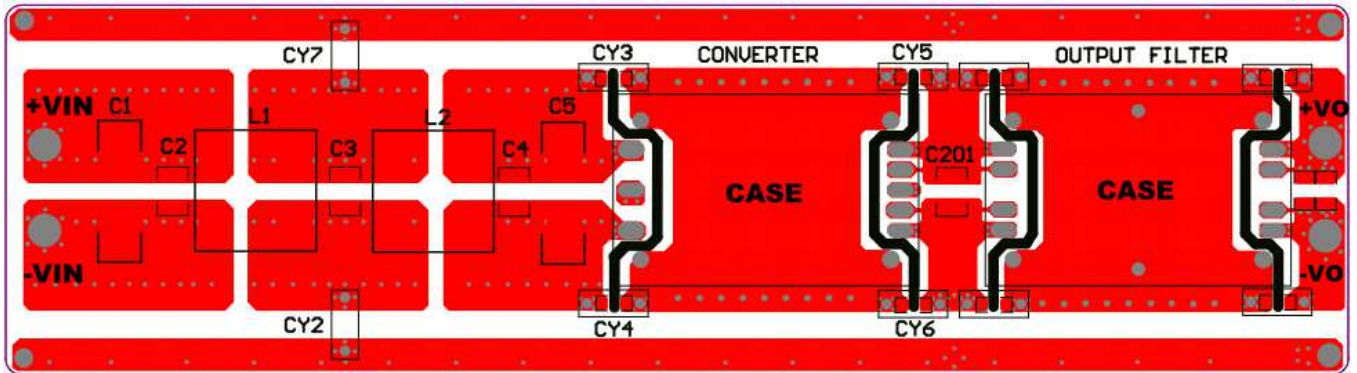 CY7
CY3
CONVERTER
CY5
OUTPUT FILTER
+VIN
C1
L1
L2
C5
+VO
C2
C3
C4
C201
CASE
CASE
-VIN
-VO
CY2
CY4
CY6